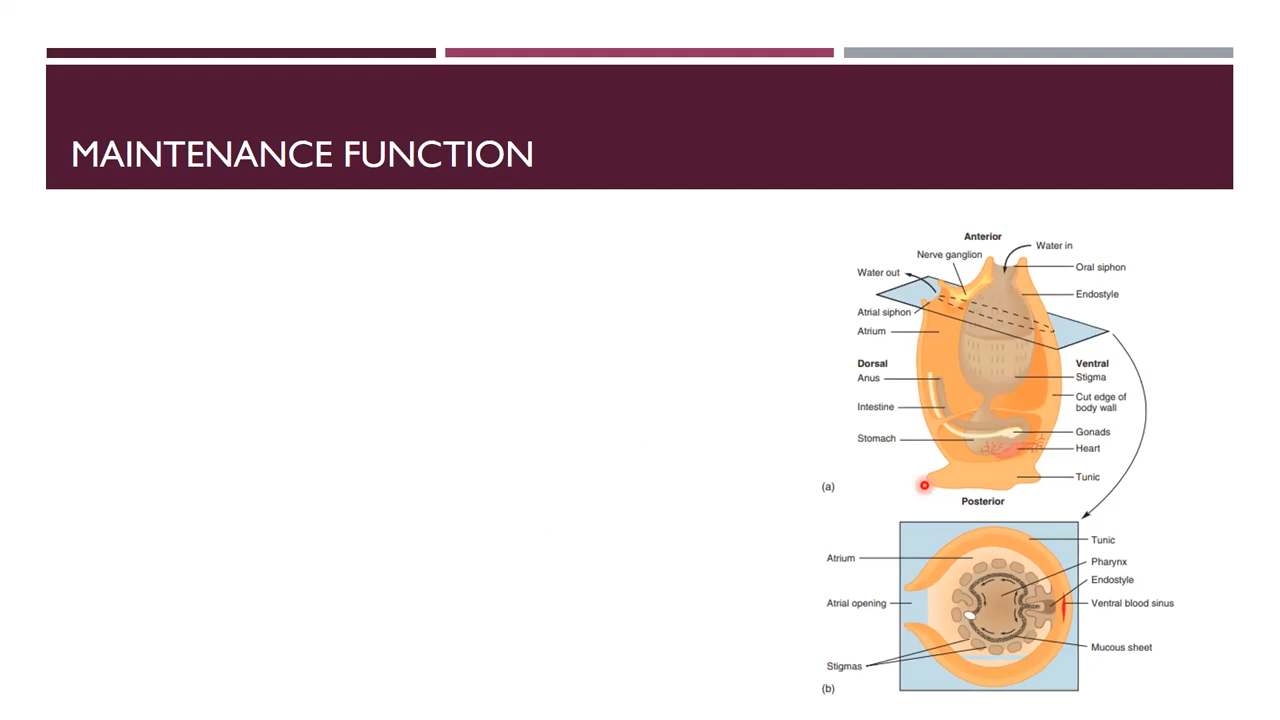 MAINTENANCE FUNCTION
Anterior
Water in
Nerve ganglion
Water out
Oral siphon
Endostyle
Atrial siphon
Atrium
Dorsal
Ventral
Anus
Stigma
Cut edge of
body wall
Intestine
Gonads
Stomach
Heart
Tunic
(a)
Posterior
Tunic
Atrium
Pharynx
Endostyle
Atrial opening
Ventral blood sinus
Mucous sheet
Stigmas
(b)